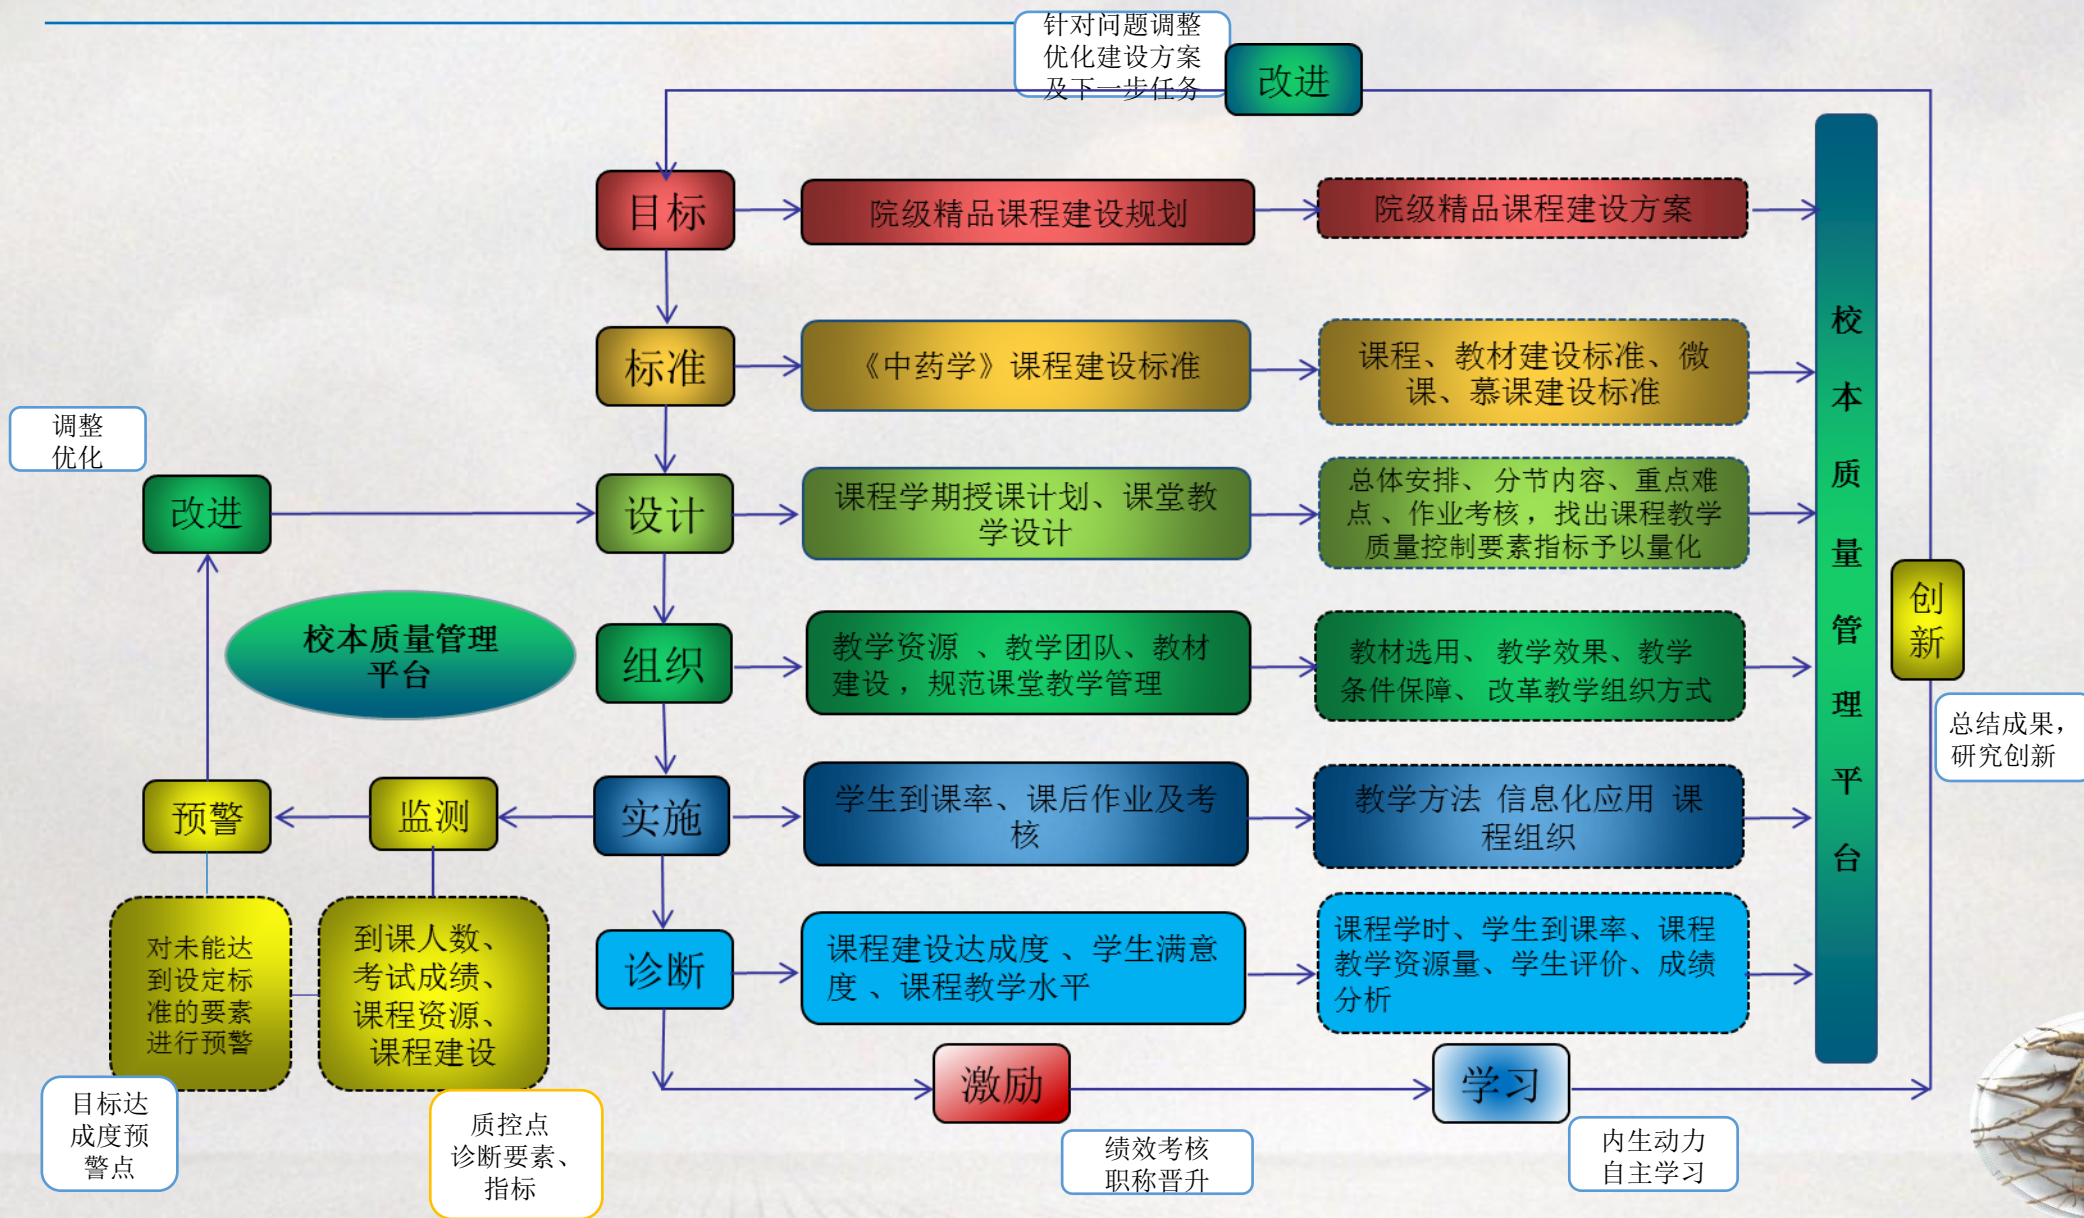 针对问题调整
优化建设方案
及下一步任务
改进
目标
院级精品课程建设规划
院级精品课程建设方案
标准
《中药学》课程建设标准
课程、教材建设标准、微
课、慕课建设标准
调整
优化
改进
设计
课程学期授课计划、课堂教
学设计
总体安排、分节内容、重点难
点、作业考核，找出课程教学
质量控制要素指标予以量化
校本质量管理
平台
组织
教学资源 、教学团队、教材
建设，规范课堂教学管理
教材选用、教学效果、教学
条件保障、改革教学组织方式
校本质量管理平台
创新
总结成果，
研究创新
预警
监测
实施
学生到课率、课后作业及考
核
教学方法 信息化应用 课
程组织
对未能达
到设定标
准的要素
进行预警
到课人数、
考试成绩、
课程资源、
课程建设
诊断
课程建设达成度 、学生满意
度 、课程教学水平
课程学时、学生到课率、课程
教学资源量、学生评价、成绩
分析
目标达
成度预
警点
质控点
诊断要素、
指标
激励
绩效考核
职称晋升
学习
内生动力
自主学习